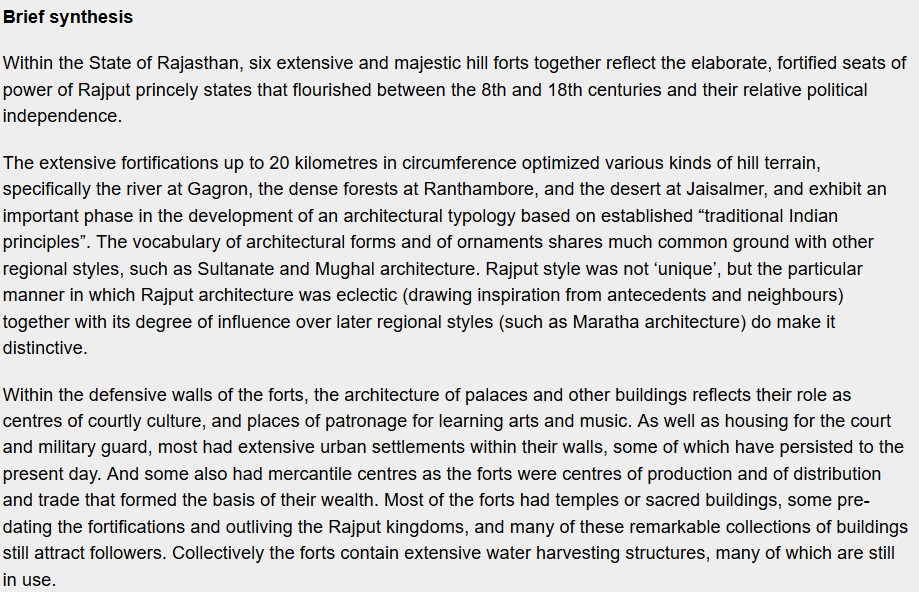 Brief synthesis
Within the State of Rajasthan, six extensive and majestic hill forts together reflect the elaborate, fortified seats of
power of Rajput princely states that flourished between the 8th and 18th centuries and their relative political
independence.
The extensive fortifications up to 20 kilometres in circumference optimized various kinds of hill terrain,
specifically the river at Gagron, the dense forests at Ranthambore, and the desert at Jaisalmer, and exhibit an
important phase in the development of an architectural typology based on established “traditional Indian
principles”. The vocabulary of architectural forms and of ornaments shares much common ground with other
regional styles, such as Sultanate and Mughal architecture. Rajput style was not ‘unique’, but the particular
manner in which Rajput architecture was eclectic (drawing inspiration from antecedents and neighbours)
together with its degree of influence over later regional styles (such as Maratha architecture) do make it
distinctive.
Within the defensive walls of the forts, the architecture of palaces and other buildings reflects their role as
centres of courtly culture, and places of patronage for learning arts and music. As well as housing for the court
and military guard, most had extensive urban settlements within their walls, some of which have persisted to the
present day. And some also had mercantile centres as the forts were centres of production and of distribution
and trade that formed the basis of their wealth. Most of the forts had temples or sacred buildings, some pre-
dating the fortifications and outliving the Rajput kingdoms, and many of these remarkable collections of buildings
still attract followers. Collectively the forts contain extensive water harvesting structures, many of which are still
in use.